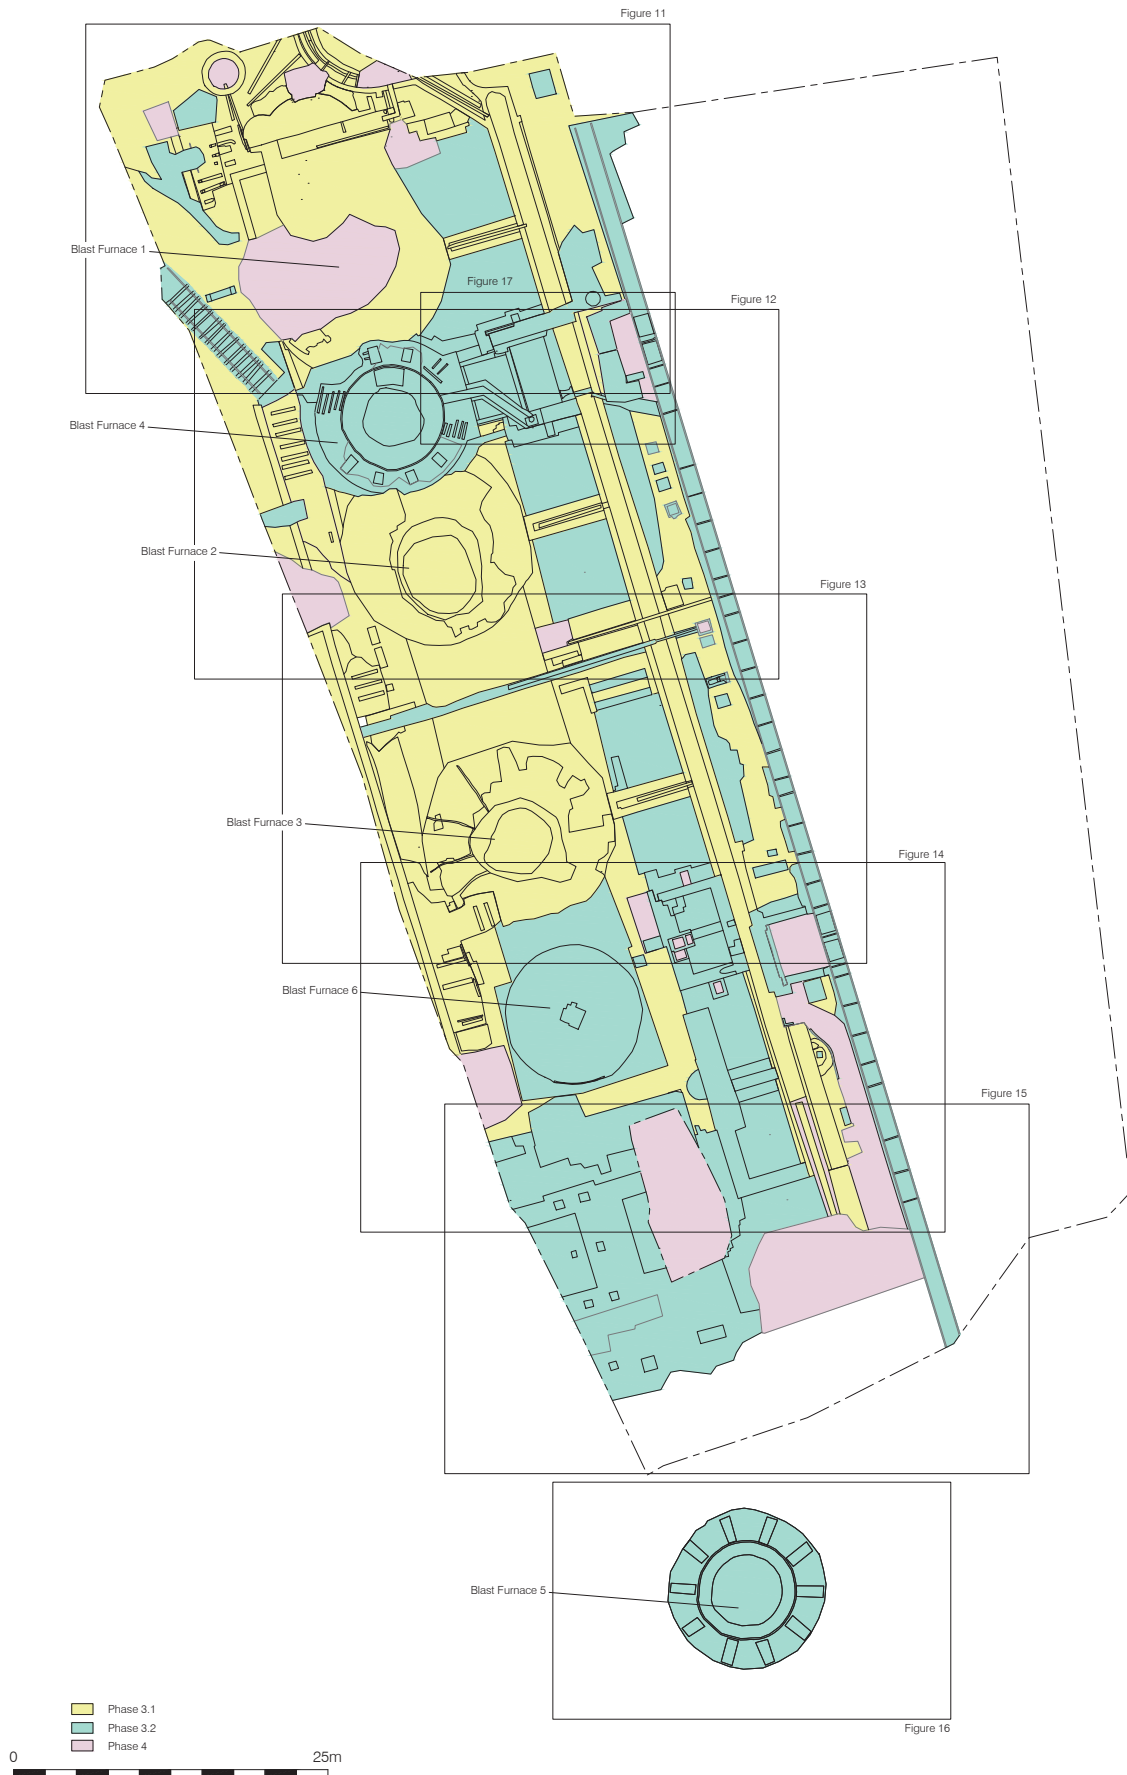 Figure 11
Blast Furnace 1
Figure 17
Figure 12
Blast Furnace 4
Blast Furnace 2
Figure 13
Blast Furnace 3
Figure 14
Blast Furnace 6
Figure 15
Blast Furnace 5
Figure 16
Phase 3.1
Phase 3.2
Phase 4
0 25m